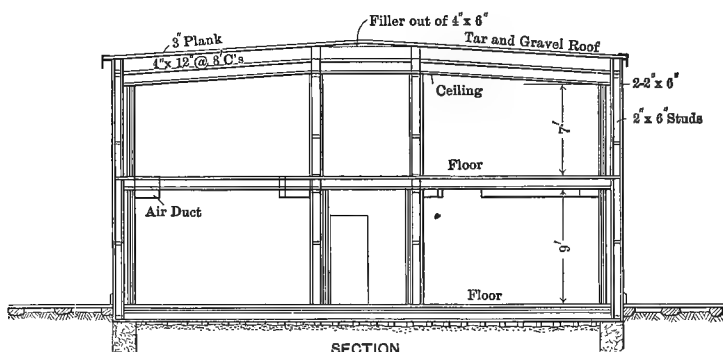 Filler out of 4"x 6"
3" Plank
Tar and Gravel Roof
4"x 12"@ 8'C's
2-2"x 6"
Ceiling
7'
2"x 6" Studs
Floor
Air Duct
9'
Floor
SECTION